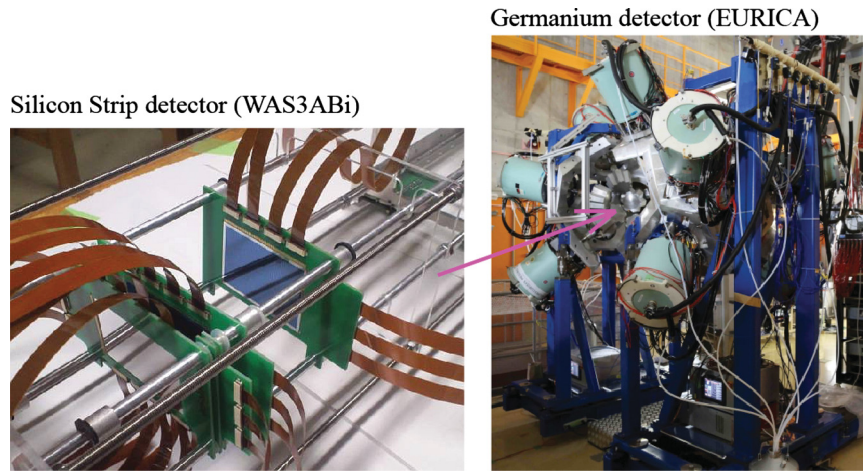 Germanium detector (EURICA)
Silicon Strip detector (WAS3ABi)